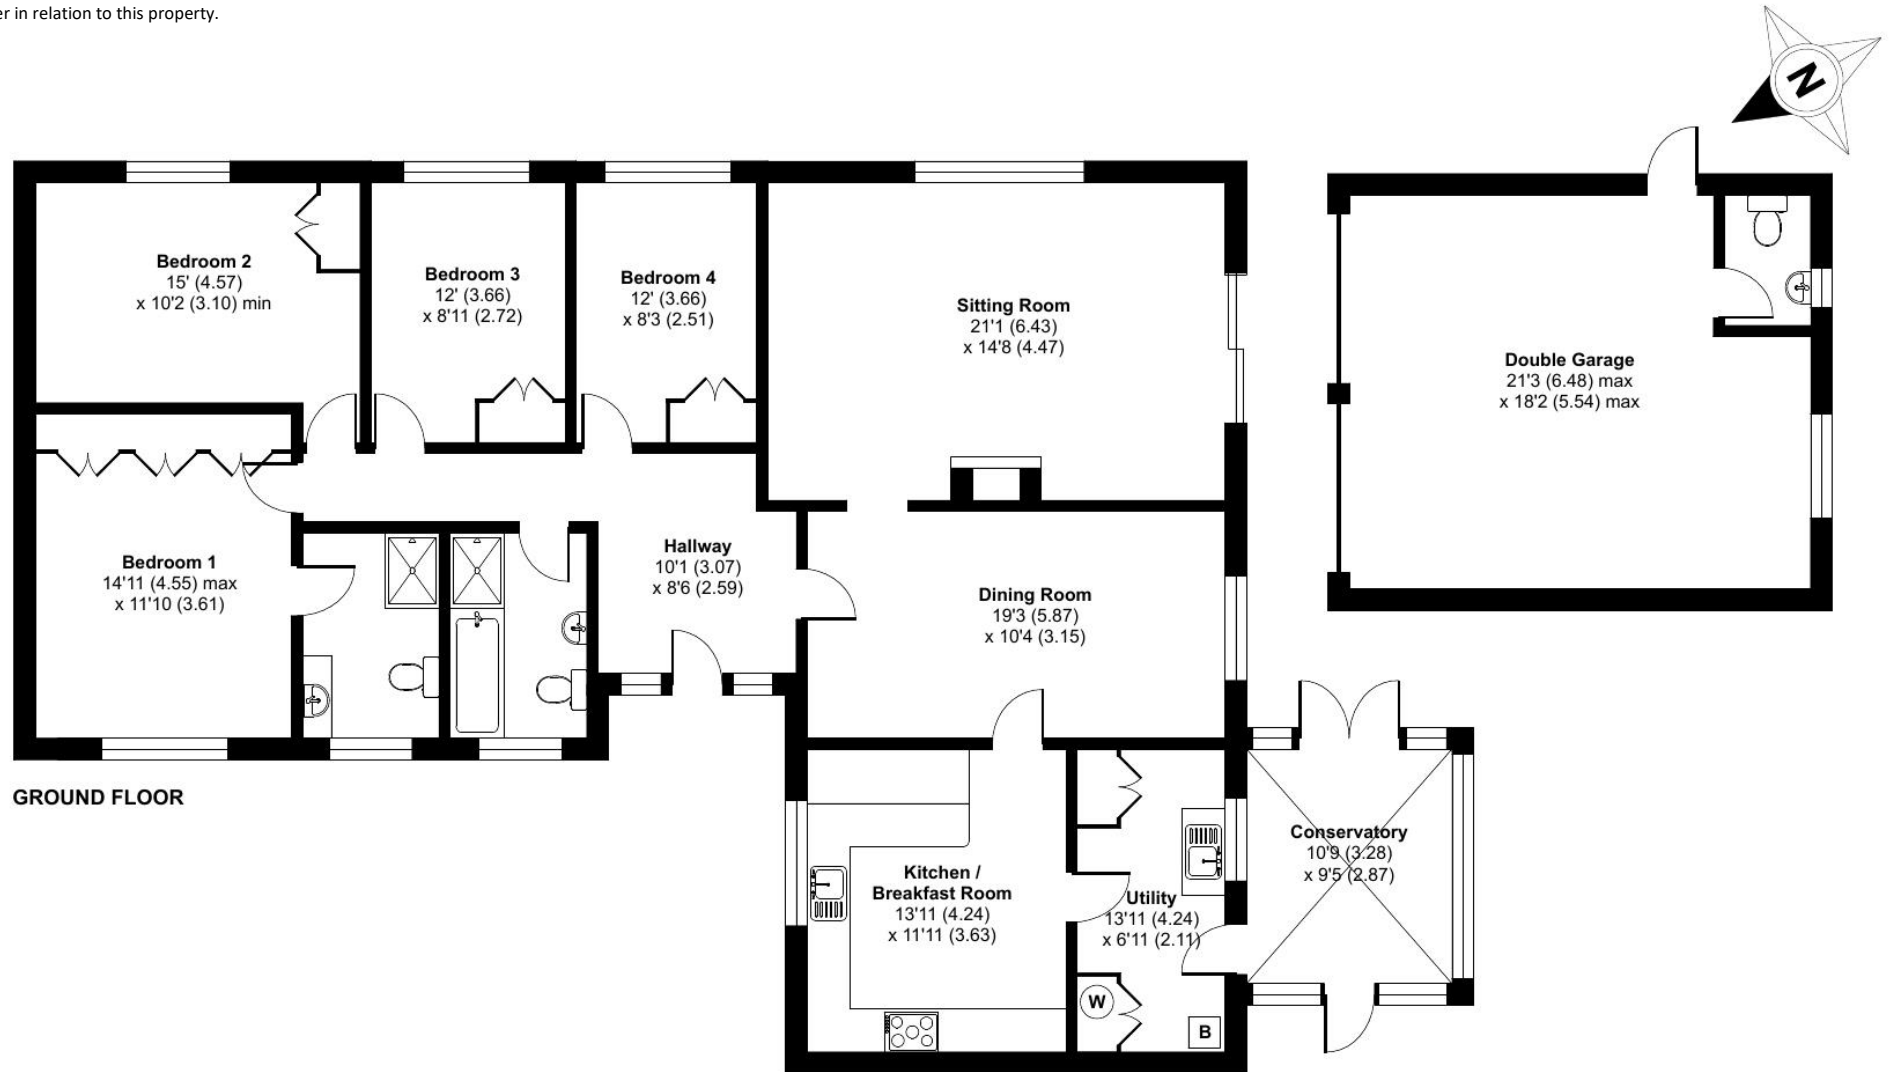 er in relation to this property.
N
Bedroom 2
15' (4.57)
x 10'2 (3.10) min
Bedroom 3
12' (3.66)
x 8'11 (2.72)
Bedroom 4
12' (3.66)
x 8'3 (2.51)
Sitting Room
21'1 (6.43)
x 14'8 (4.47)
Double Garage
21'3 (6.48) max
x 18'2 (5.54) max
Bedroom 1
14'11 (4.55) max
x 11'10 (3.61)
Hallway
10'1 (3.07)
x 8'6 (2.59)
Dining Room
19'3 (5.87)
x 10'4 (3.15)
GROUND FLOOR
Kitchen /
Breakfast Room
13'11 (4.24)
x 11'11 (3.63)
Utility
13'11 (4.24)
x 6'11 (2.11)
Conservatory
10'9 (3.28)
x 9'5 (2.87)
W
B